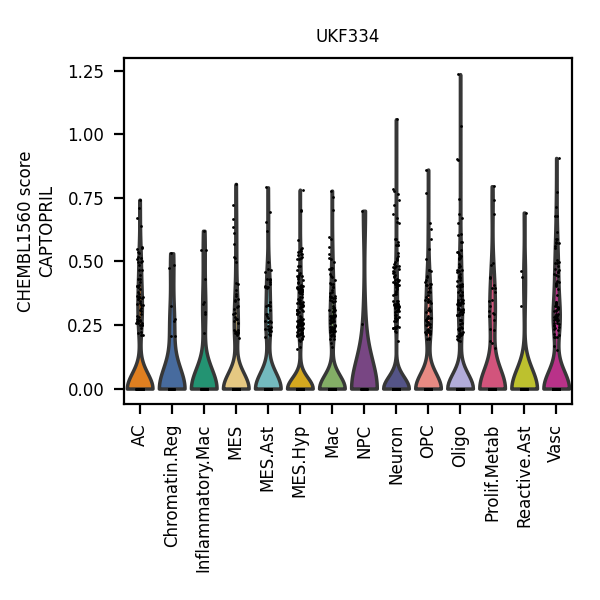 UKF334
CHEMBL1560 score
CAPTOPRIL
1.25
1.00
0.75
0.50
0.25
0.00
AC
Chromatin.Reg
Inflammatory.Mac
MES
MES.Ast
MES.Hyp
Mac
NPC
Neuron
OPC
Oligo
Prolif.Metab
Reactive.Ast
Vasc